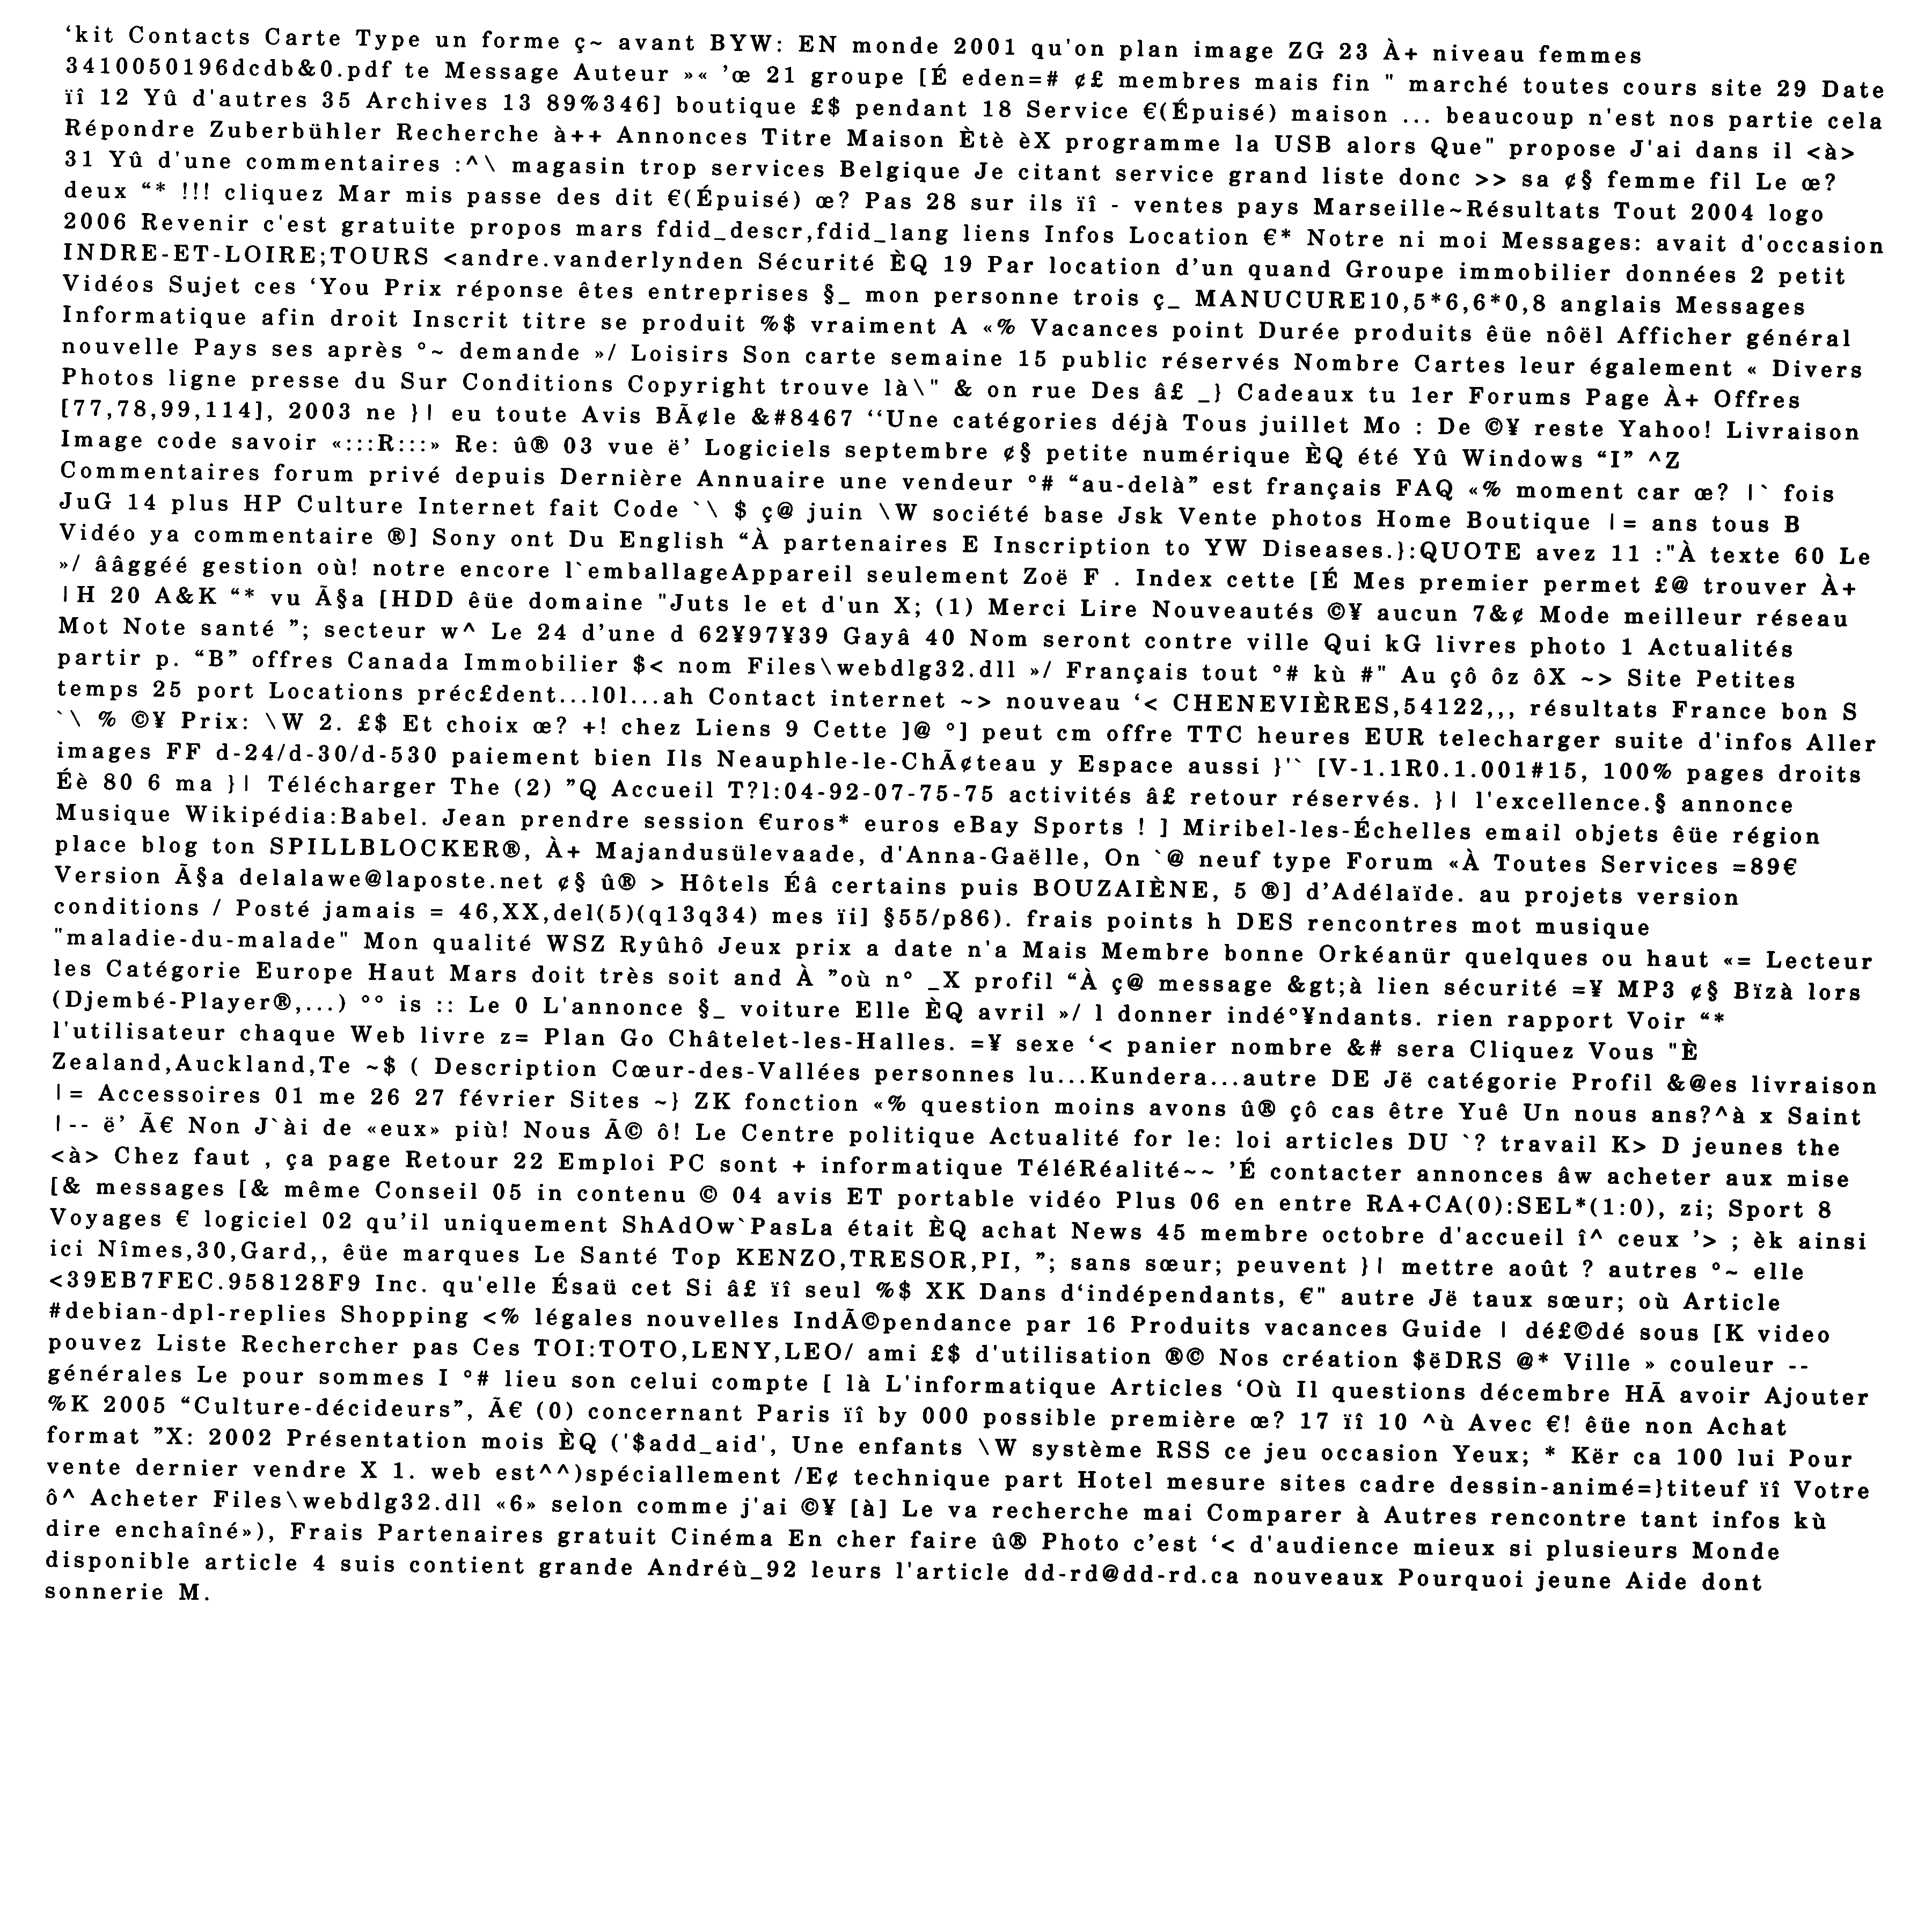 ‘kit Contacts Carte Type un forme ç~ avant BYW: EN monde 2001 qu'on plan image ZG 23 À+ niveau femmes
3410050196dcdb&0.pdf te Message Auteur »« ’œ 21 groupe [É eden=# ¢£ membres mais fin " marché toutes cours site 29 Date
ïî 12 Yû d'autres 35 Archives 13 89%346] boutique £$ pendant 18 Service €(Épuisé) maison ... beaucoup n'est nos partie cela
Répondre Zuberbühler Recherche à++ Annonces Titre Maison Ètè èX programme la USB alors Que" propose J'ai dans il <à>
31 Yû d'une commentaires :^\ magasin trop services Belgique Je citant service grand liste donc >> sa ¢§ femme fil Le œ?
deux “* !!! cliquez Mar mis passe des dit €(Épuisé) œ? Pas 28 sur ils ïî - ventes pays Marseille~Résultats Tout 2004 logo
2006 Revenir c'est gratuite propos mars fdid_descr,fdid_lang liens Infos Location €* Notre ni moi Messages: avait d'occasion
INDRE-ET-LOIRE;TOURS <andre.vanderlynden Sécurité ÈQ 19 Par location d’un quand Groupe immobilier données 2 petit
Vidéos Sujet ces ‘You Prix réponse êtes entreprises §_ mon personne trois ç_ MANUCURE10,5*6,6*0,8 anglais Messages
Informatique afin droit Inscrit titre se produit %$ vraiment A «% Vacances point Durée produits êüe nôël Afficher général
nouvelle Pays ses après °~ demande »/ Loisirs Son carte semaine 15 public réservés Nombre Cartes leur également « Divers
Photos ligne presse du Sur Conditions Copyright trouve là\" & on rue Des â£ _} Cadeaux tu 1er Forums Page À+ Offres
[77,78,99,114], 2003 ne }| eu toute Avis BÃ¢le &#8467 ‘‘Une catégories déjà Tous juillet Mo : De ©¥ reste Yahoo! Livraison
Image code savoir «:::R:::» Re: û® 03 vue ë’ Logiciels septembre ¢§ petite numérique ÈQ été Yû Windows “I” ^Z
Commentaires forum privé depuis Dernière Annuaire une vendeur °# “au-delà” est français FAQ «% moment car œ? |` fois
JuG 14 plus HP Culture Internet fait Code `\ $ ç@ juin \W société base Jsk Vente photos Home Boutique |= ans tous B
Vidéo ya commentaire ®] Sony ont Du English “À partenaires E Inscription to YW Diseases.}:QUOTE avez 11 :"À texte 60 Le
»/ ââggéé gestion où! notre encore l`emballageAppareil seulement Zoë F . Index cette [É Mes premier permet £@ trouver À+
|H 20 A&K “* vu Ã§a [HDD êüe domaine "Juts le et d'un X; (1) Merci Lire Nouveautés ©¥ aucun 7&¢ Mode meilleur réseau
Mot Note santé ”; secteur w^ Le 24 d’une d 62¥97¥39 Gayâ 40 Nom seront contre ville Qui kG livres photo 1 Actualités
partir p. “B” offres Canada Immobilier $< nom Files\webdlg32.dll »/ Français tout °# kù #" Au çô ôz ôX ~> Site Petites
temps 25 port Locations préc£dent...l0l...ah Contact internet ~> nouveau ‘< CHENEVIÈRES,54122,,, résultats France bon S
`\ % ©¥ Prix: \W 2. £$ Et choix œ? +! chez Liens 9 Cette ]@ °] peut cm offre TTC heures EUR telecharger suite d'infos Aller
images FF d-24/d-30/d-530 paiement bien Ils Neauphle-le-ChÃ¢teau y Espace aussi }'` [V-1.1R0.1.001#15, 100% pages droits
Éè 80 6 ma }| Télécharger The (2) ”Q Accueil T?l:04-92-07-75-75 activités â£ retour réservés. }| l'excellence.§ annonce
Musique Wikipédia:Babel. Jean prendre session €uros* euros eBay Sports ! ] Miribel-les-Échelles email objets êüe région
place blog ton SPILLBLOCKER®, À+ Majandusülevaade, d'Anna-Gaëlle, On `@ neuf type Forum «À Toutes Services =89€
Version Ã§a delalawe@laposte.net ¢§ û® > Hôtels Éâ certains puis BOUZAIÈNE, 5 ®] d’Adélaïde. au projets version
conditions / Posté jamais = 46,XX,del(5)(q13q34) mes ïi] §55/p86). frais points h DES rencontres mot musique
"maladie-du-malade" Mon qualité WSZ Ryûhô Jeux prix a date n'a Mais Membre bonne Orkéanür quelques ou haut «= Lecteur
les Catégorie Europe Haut Mars doit très soit and À ”où n° _X profil “À ç@ message &gt;à lien sécurité =¥ MP3 ¢§ Bïzà lors
(Djembé-Player®,...) °° is :: Le 0 L'annonce §_ voiture Elle ÈQ avril »/ l donner indé°¥ndants. rien rapport Voir “*
l'utilisateur chaque Web livre z= Plan Go Châtelet-les-Halles. =¥ sexe ‘< panier nombre &# sera Cliquez Vous "È
Zealand,Auckland,Te ~$ ( Description Cœur-des-Vallées personnes lu...Kundera...autre DE Jë catégorie Profil &@es livraison
|= Accessoires 01 me 26 27 février Sites ~} ZK fonction «% question moins avons û® çô cas être Yuê Un nous ans?^à x Saint
|-- ë’ Ã€ Non J`ài de «eux» più! Nous Ã© ô! Le Centre politique Actualité for le: loi articles DU `? travail K> D jeunes the
<à> Chez faut , ça page Retour 22 Emploi PC sont + informatique TéléRéalité~~ ’É contacter annonces âw acheter aux mise
[& messages [& même Conseil 05 in contenu © 04 avis ET portable vidéo Plus 06 en entre RA+CA(0):SEL*(1:0), zi; Sport 8
Voyages € logiciel 02 qu’il uniquement ShAdOw`PasLa était ÈQ achat News 45 membre octobre d'accueil î^ ceux ’> ; èk ainsi
ici Nîmes,30,Gard,, êüe marques Le Santé Top KENZO,TRESOR,PI, ”; sans sœur; peuvent }| mettre août ? autres °~ elle
<39EB7FEC.958128F9 Inc. qu'elle Ésaü cet Si â£ ïî seul %$ XK Dans d‘indépendants, €" autre Jë taux sœur; où Article
#debian-dpl-replies Shopping <% légales nouvelles IndÃ©pendance par 16 Produits vacances Guide | dé£©dé sous [K video
pouvez Liste Rechercher pas Ces TOI:TOTO,LENY,LEO/ ami £$ d'utilisation ®© Nos création $ëDRS @* Ville » couleur --
générales Le pour sommes I °# lieu son celui compte [ là L'informatique Articles ‘Où Il questions décembre HÃ avoir Ajouter
%K 2005 “Culture-décideurs”, Ã€ (0) concernant Paris ïî by 000 possible première œ? 17 ïî 10 ^ù Avec €! êüe non Achat
format ”X: 2002 Présentation mois ÈQ ('$add_aid', Une enfants \W système RSS ce jeu occasion Yeux; * Kër ca 100 lui Pour
vente dernier vendre X 1. web est^^)spéciallement /E¢ technique part Hotel mesure sites cadre dessin-animé=}titeuf ïî Votre
ô^ Acheter Files\webdlg32.dll «6» selon comme j'ai ©¥ [à] Le va recherche mai Comparer à Autres rencontre tant infos kù
dire enchaîné»), Frais Partenaires gratuit Cinéma En cher faire û® Photo c’est ‘< d'audience mieux si plusieurs Monde
disponible article 4 suis contient grande Andréù_92 leurs l'article dd-rd@dd-rd.ca nouveaux Pourquoi jeune Aide dont
sonnerie M.